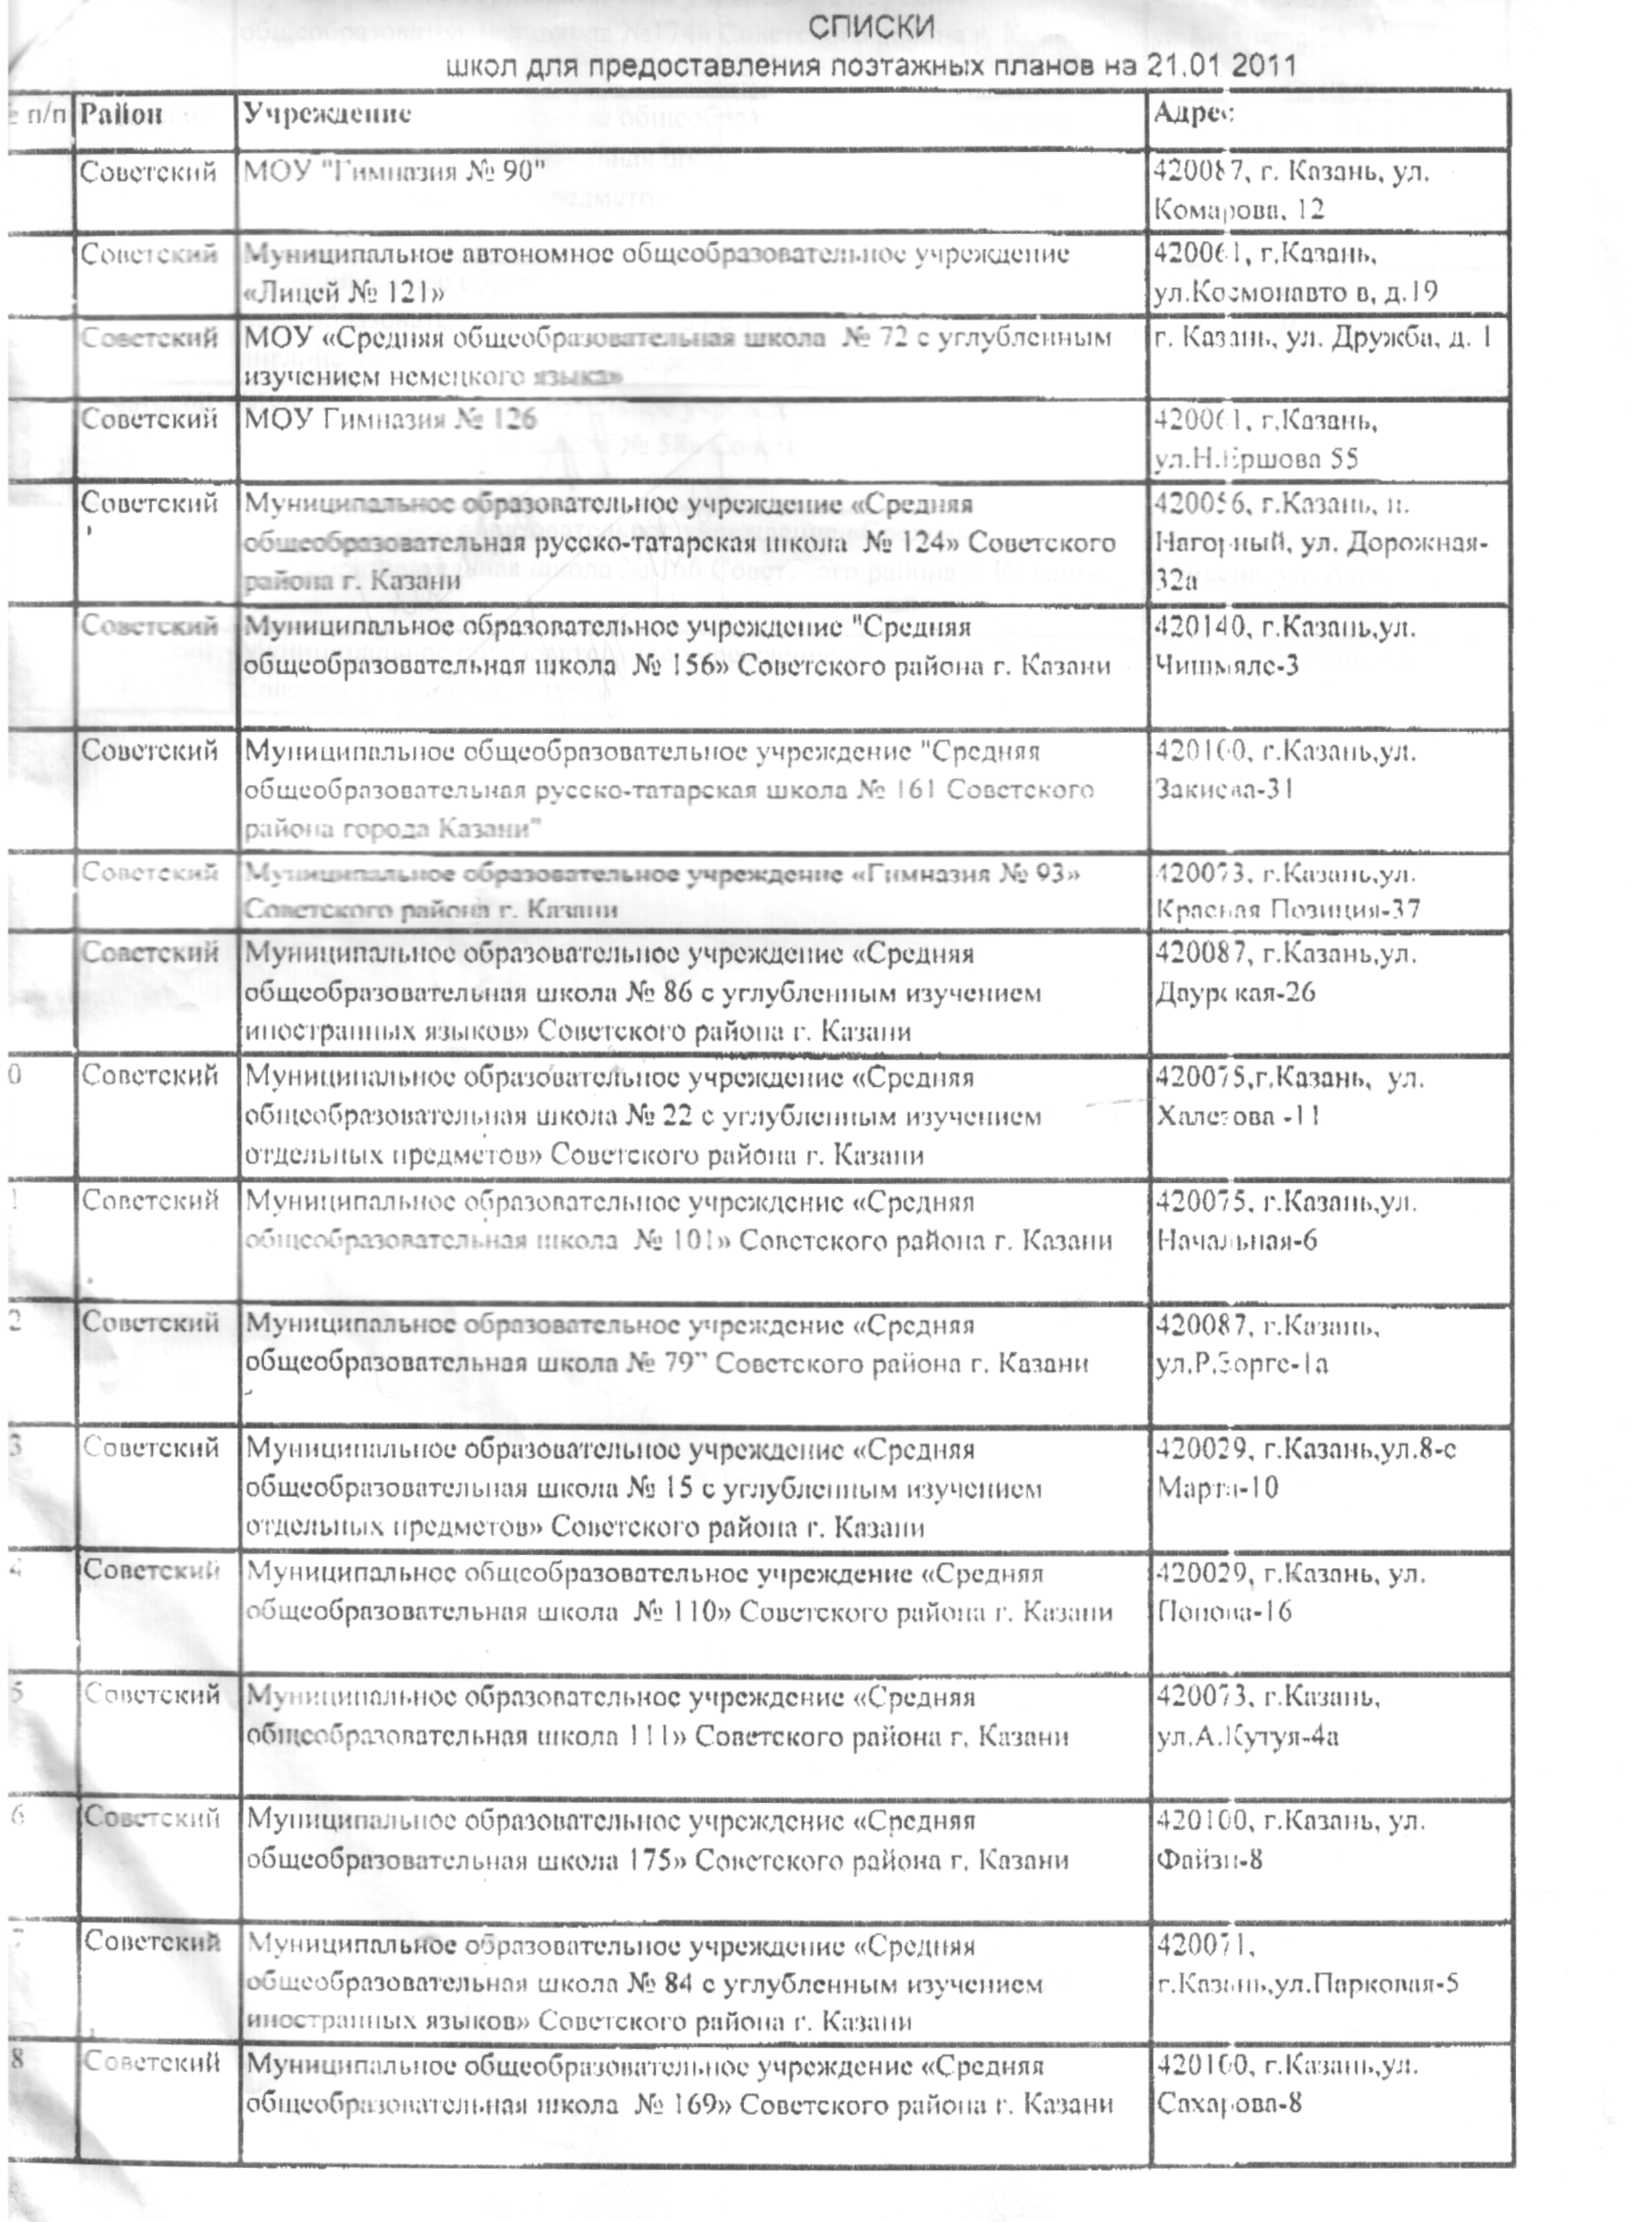 СПИСКИ
школ для предоставления поэтажных планов на 21.01 2011
п/п Район Учреждение Адрес
Советский МОУ "Гимназия № 90" 420087, г. Казань, ул.
Комарова, 12
Советский Муниципальное автономное общеобразовательное учреждение 420061, г.Казань,
«Лицей № 121» ул.Космонавто в, д.19
Советский МОУ «Средняя общеобразовательная школа № 72 с углубленным г. Казань, ул. Дружба, д. 1
изучением немецкого языка»
Советский МОУ Гимназия № 126 420061, г.Казань,
ул.Н.Ершова 55
Советский Муниципальное образовательное учреждение «Средняя 420056, г.Казань, п.
общеобразовательная русско-татарская школа № 124» Советского Нагорный, ул. Дорожная-
района г. Казани 32а
Советский Муниципальное образовательное учреждение "Средняя 420140, г.Казань,ул.
общеобразовательная школа № 156» Советского района г. Казани Чишмяле-3
Советский Муниципальное общеобразовательное учреждение "Средняя 420100, г.Казань,ул.
общеобразовательная русско-татарская школа № 161 Советского Закиева-31
района города Казани"
Советский Муниципальное образовательное учреждение «Гимназия № 93» 420073, г.Казань,ул.
Советского района г. Казани Красная Позиция-37
Советский Муниципальное образовательное учреждение «Средняя 420087, г.Казань,ул.
общеобразовательная школа № 86 с углубленным изучением Даурская-26
иностранных языков» Советского района г. Казани
0 Советский Муниципальное образовательное учреждение «Средняя 420075,г.Казань, ул.
общеобразовательная школа № 22 с углубленным изучением Халезова -11
отдельных предметов» Советского района г. Казани
1 Советский Муниципальное образовательное учреждение «Средняя 420075, г.Казань,ул.
общеобразовательная школа № 101» Советского района г. Казани Начальная-6
2 Советский Муниципальное образовательное учреждение «Средняя 420087, г.Казань,
общеобразовательная школа № 79" Советского района г. Казани ул.Р.Зорге-1а
3 Советский Муниципальное образовательное учреждение «Средняя 420029, г.Казань,ул.8-е
общеобразовательная школа № 15 с углубленным изучением Марта-10
отдельных предметов» Советского района г. Казани
4 Советский Муниципальное общеобразовательное учреждение «Средняя 420029, г.Казань, ул.
общеобразовательная школа № 110» Советского района г. Казани Попова-16
5 Советский Муниципальное образовательное учреждение «Средняя 420073, г.Казань,
общеобразовательная школа 111» Советского района г. Казани ул.А.Кутуя-4а
6 Советский Муниципальное образовательное учреждение «Средняя 420100, г.Казань, ул.
общеобразовательная школа 175» Советского района г. Казани Файзи-8
7 Советский Муниципальное образовательное учреждение «Средняя 420071,
общеобразовательная школа № 84 с углубленным изучением г.Казань,ул.Парковая-5
иностранных языков» Советского района г. Казани
8 Советский Муниципальное общеобразовательное учреждение «Средняя 420100, г.Казань,ул.
общеобразовательная школа № 169» Советского района г. Казани Сахарова-8